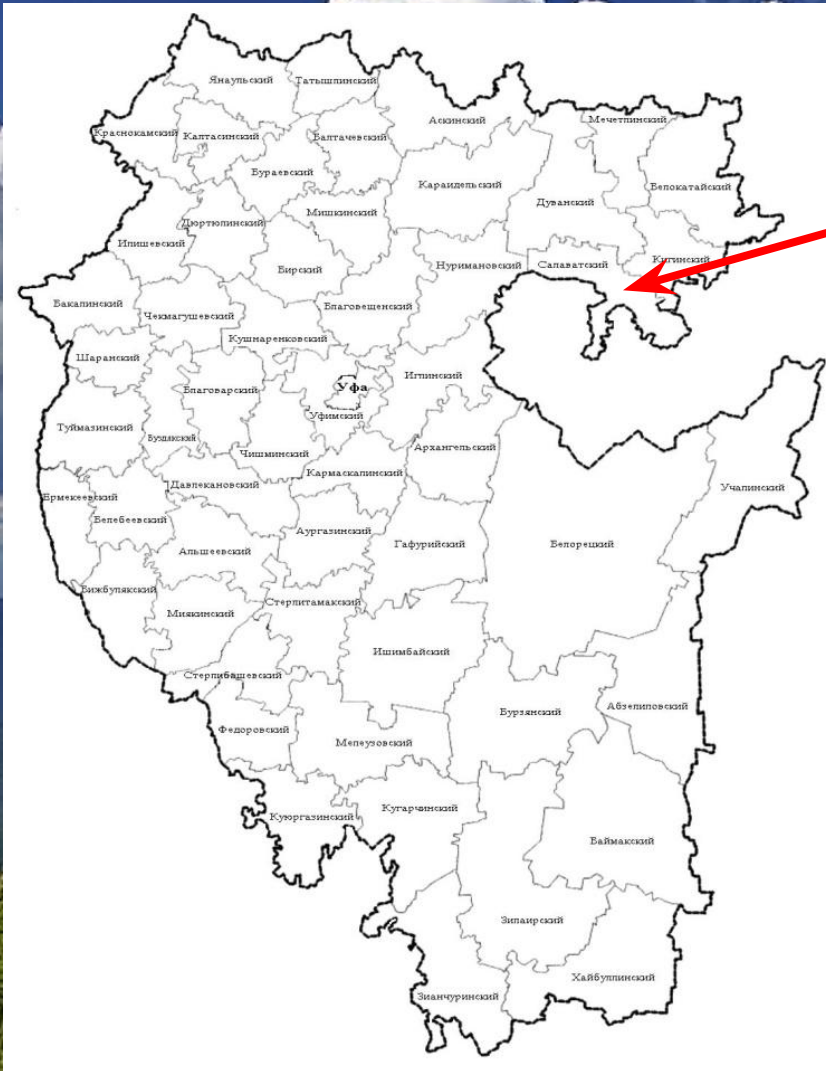 Янаульский
Татышлинский
Аскинский
Мечетлинский
Краснокамский
Калтасинский
Балтачевский
Бураевский
Караидельский
Белокатайский
Дуванский
Мишкинский
Дюртюлинский
Илишевский
Бирский
Нуримановский
Салаватский
Кигинский
Бакалинский
Чекмагушевский
Благовещенский
Кушнаренковский
Шаранский
Благоварский
Уфа
Иглинский
Уфимский
Туймазинский
Буздякский
Чишминский
Архангельский
Кармаскалинский
Давлекановский
Учалинский
Ермекеевский
Белебеевский
Аургазинский
Гафурийский
Белорецкий
Альшеевский
Бижбулякский
Стерлитамакский
Миякинский
Ишимбайский
Стерлибашевский
Бурзянский
Абзелиловский
Федоровский
Мелеузовский
Куюргазинский
Кугарчинский
Баймакский
Зилаирский
Хайбуллинский
Зианчуринский